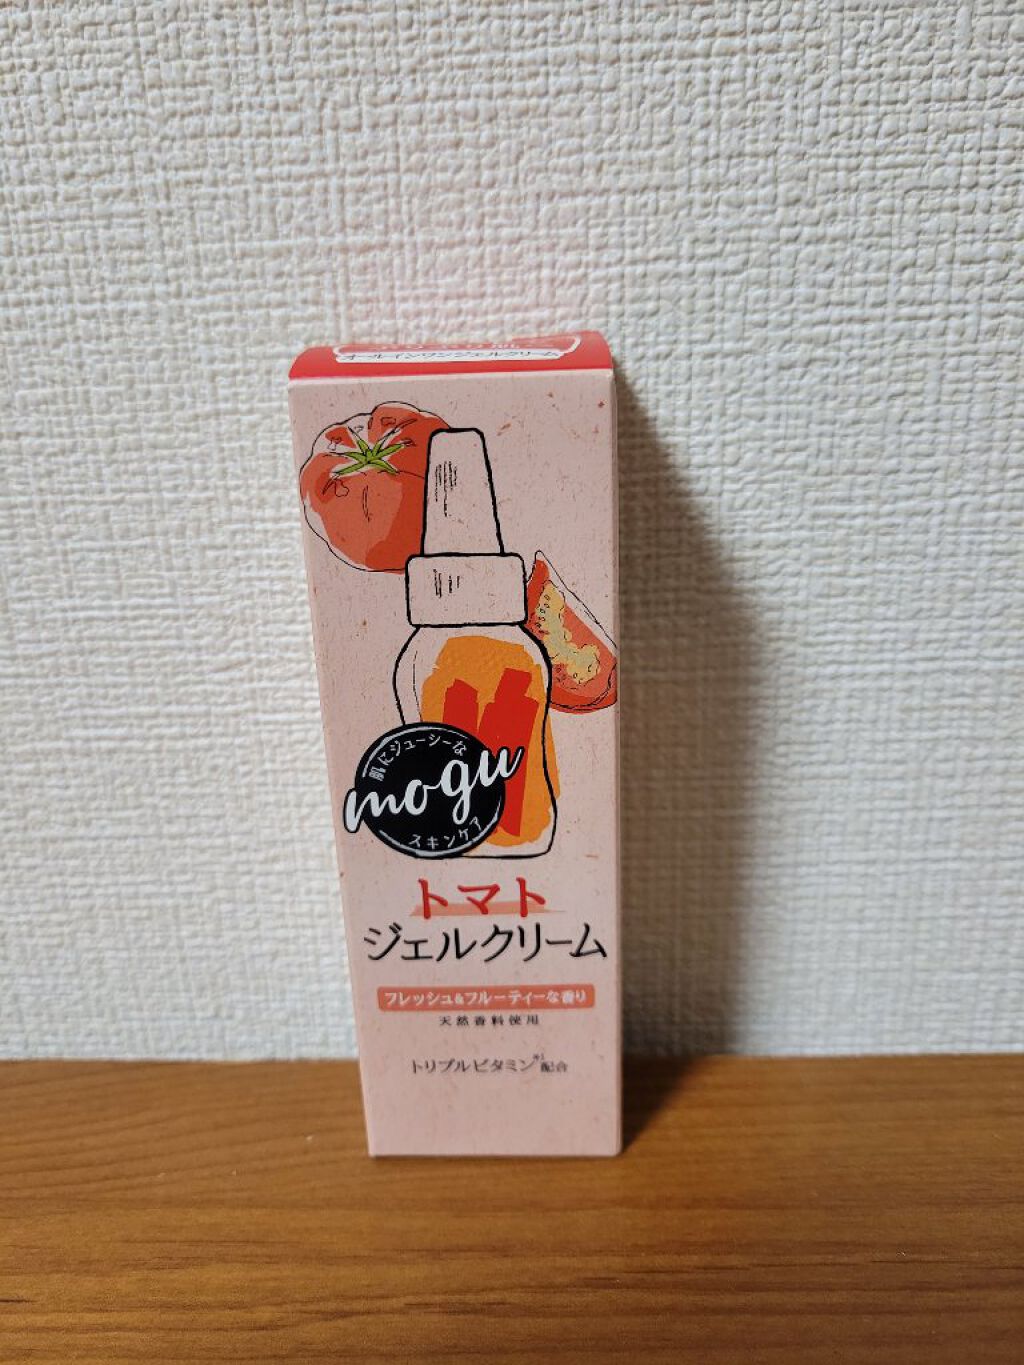 オールインワンジェルクリーム
肌にジューシーな
mogu
スキンケア
トマト
ジェルクリーム
フレッシュ&フルーティーな香り
天然香料使用
トリプルビタミン※1配合